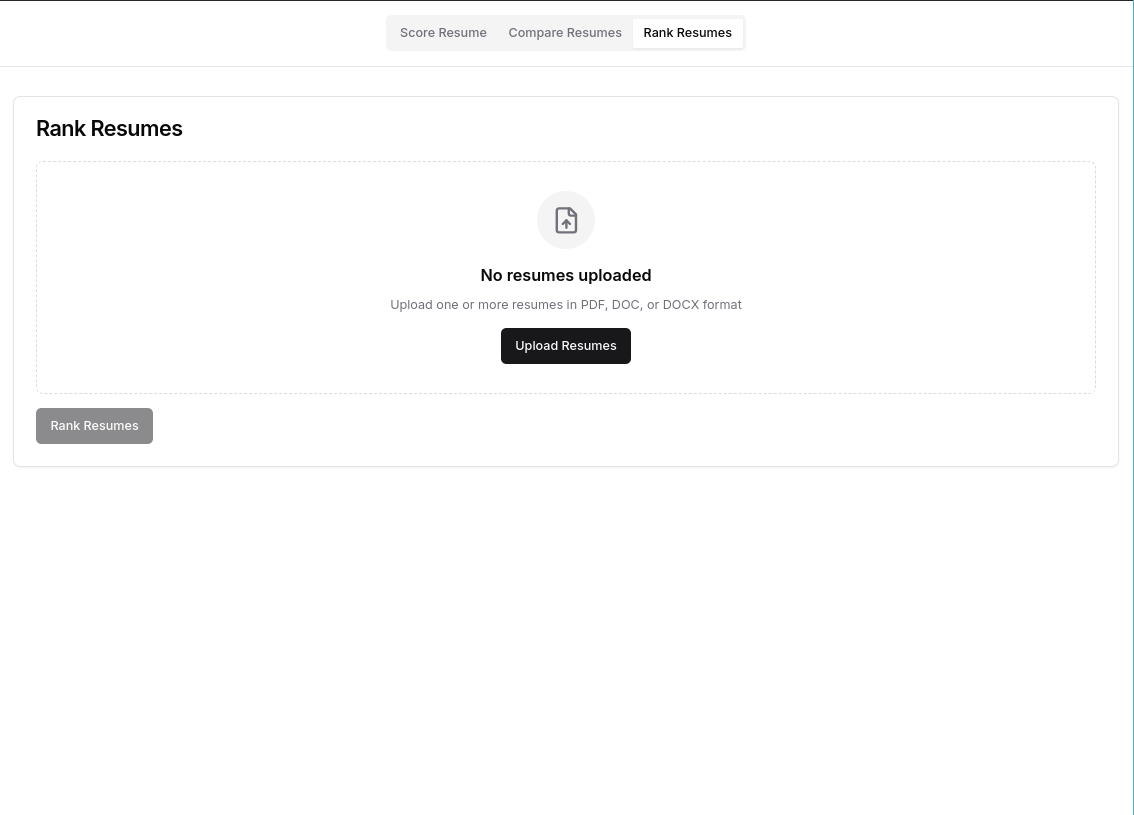 Score Resume
Compare Resumes
Rank Resumes
Rank Resumes
No resumes uploaded
Upload one or more resumes in PDF, DOC, or DOCX format
Upload Resumes
Rank Resumes